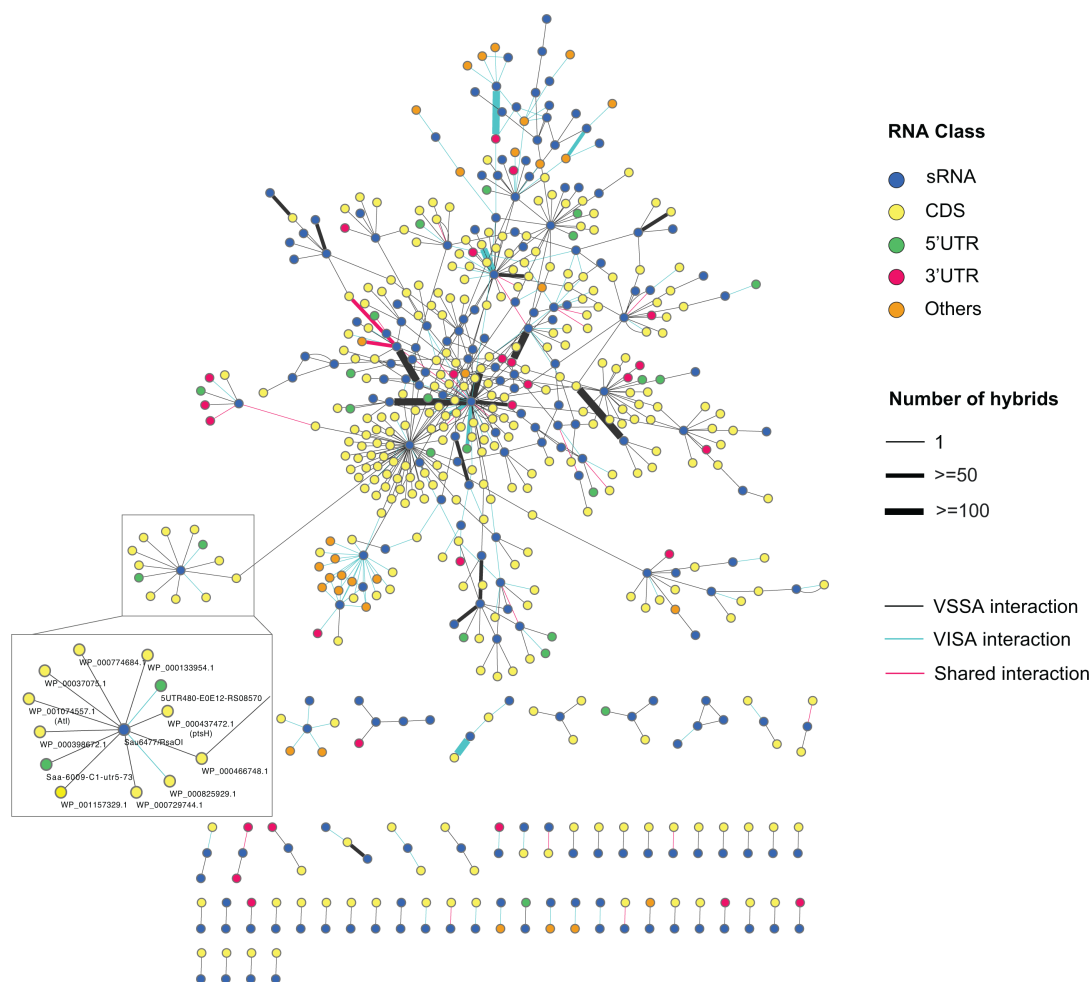 RNA Class
sRNA
CDS
5'UTR
3'UTR
Others
Number of hybrids
1
>=50
>=100
VSSA interaction
VISA interaction
Shared interaction
WP_000774684.1
WP_000133954.1
WP_00037075.1
5UTR480-E0E12-RS08570
WP_001074557.1
(Atl)
WP_000437472.1
(ptsH)
WP_000398672.1
Sau6477/RsaOI
WP_000466748.1
Saa-6009-C1-utr5-73
WP_000825929.1
WP_001157329.1
WP_000729744.1